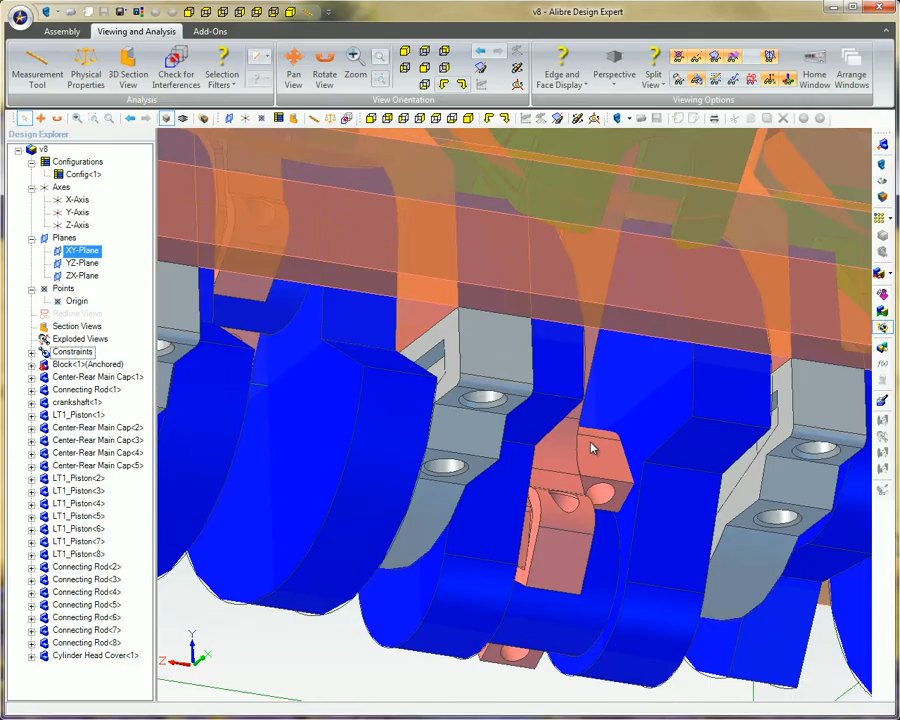 v8 - Alibre Design Expert
Assembly
Viewing and Analysis
Add-Ons
Measurement Tool
Physical Properties
3D Section View
Check for Interferences
Selection Filters
Analysis
Pan View
Rotate View
Zoom
View Orientation
Edge and Face Display
Perspective
Split View
Viewing Options
Home Window
Arrange Windows
Design Explorer
v8
Configurations
Config<1>
Axes
X-Axis
Y-Axis
Z-Axis
Planes
XY-Plane
YZ-Plane
ZX-Plane
Points
Origin
Redline Views
Section Views
Exploded Views
Constraints
Block<1>(Anchored)
Center-Rear Main Cap<1>
Connecting Rod<1>
crankshaft<1>
LT1_Piston<1>
Center-Rear Main Cap<2>
Center-Rear Main Cap<3>
Center-Rear Main Cap<4>
Center-Rear Main Cap<5>
LT1_Piston<2>
LT1_Piston<3>
LT1_Piston<4>
LT1_Piston<5>
LT1_Piston<6>
LT1_Piston<7>
LT1_Piston<8>
Connecting Rod<2>
Connecting Rod<3>
Connecting Rod<4>
Connecting Rod<5>
Connecting Rod<6>
Connecting Rod<7>
Connecting Rod<8>
Cylinder Head Cover<1>
Y
Z
X
f(x)